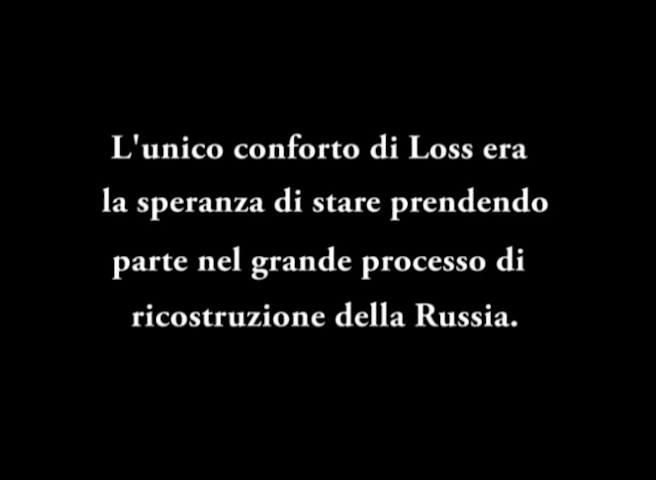 L'unico conforto di Loss era
la speranza di stare prendendo
parte nel grande processo di
ricostruzione della Russia.